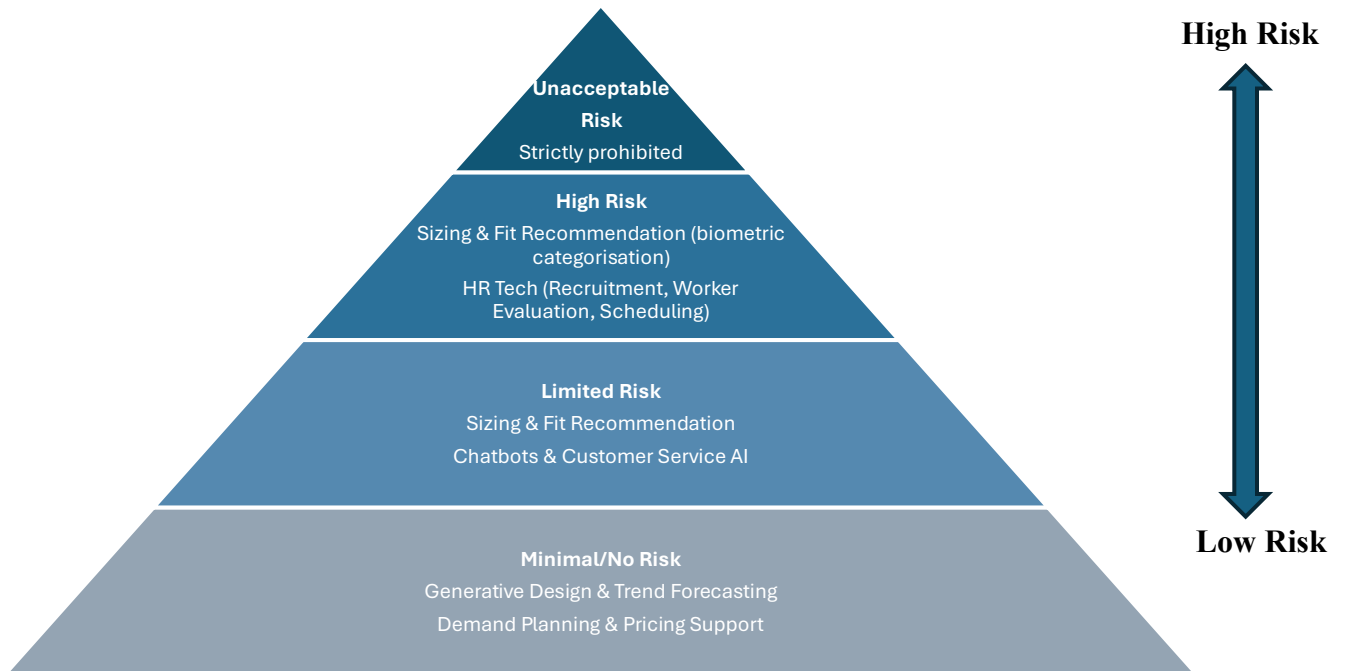 High Risk
Unacceptable
Risk
Strictly prohibited
High Risk
Sizing & Fit Recommendation (biometric
categorisation)
HR Tech (Recruitment, Worker
Evaluation, Scheduling)
Limited Risk
Sizing & Fit Recommendation
Chatbots & Customer Service AI
Low Risk
Minimal/No Risk
Generative Design & Trend Forecasting
Demand Planning & Pricing Support